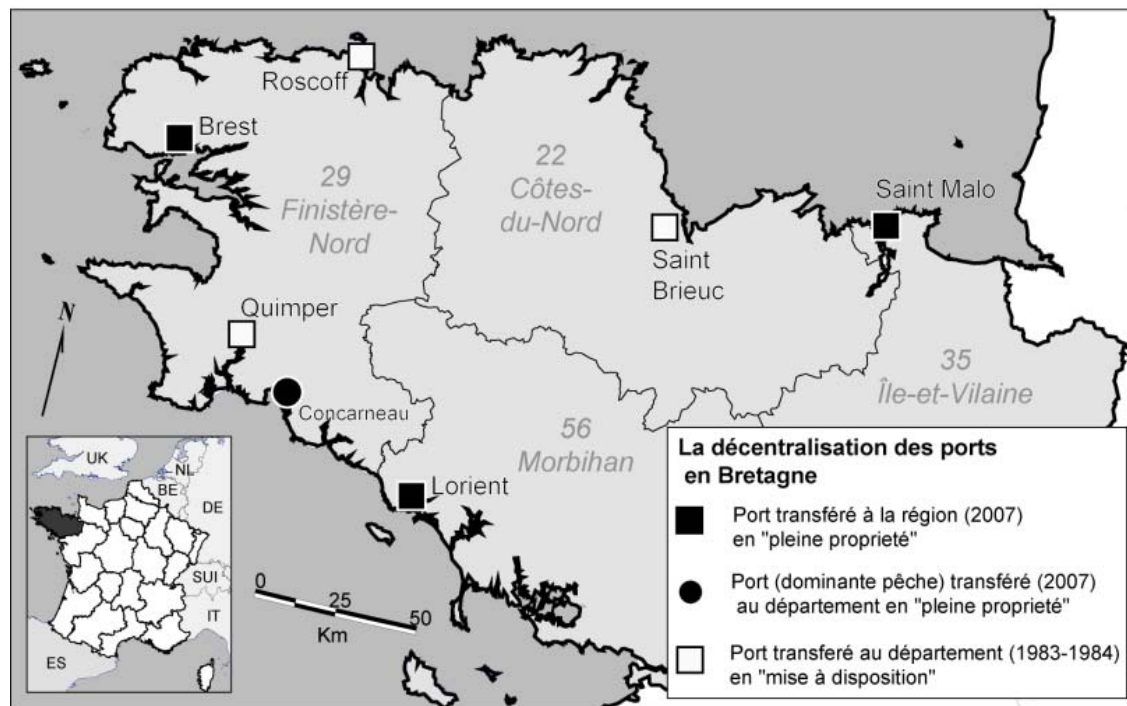 Roscoff
Brest
29
Finistère-
Nord
22
Côtes-
du-Nord
Saint Malo
Saint
Brieuc
Quimper
N
35
Île-et-Vilaine
Concarneau
56
Morbihan
Lorient
0
25
50
Km
UK
NL
BE
DE
SUI
IT
ES
La décentralisation des ports
en Bretagne
Port transféré à la région (2007)
en "pleine proprieté"
Port (dominante pêche) transféré (2007)
au département en "pleine proprieté"
Port transféré au département (1983-1984)
en "mise à disposition"